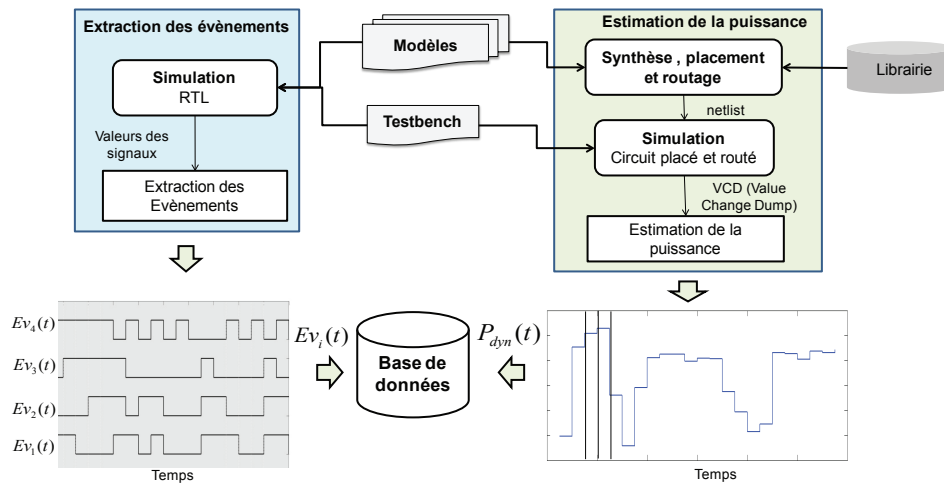 Extraction des évènements
Simulation
RTL
Valeurs des
signaux
Extraction des
Evènements
Modèles
Testbench
Estimation de la puissance
Synthèse , placement
et routage
netlist
Simulation
Circuit placé et routé
VCD (Value
Change Dump)
Estimation de la
puissance
Librairie
Ev₄(t)
Ev₃(t)
Ev₂(t)
Ev₁(t)
Temps
Evᵢ(t)
Base de
données
P_dyn(t)
Temps